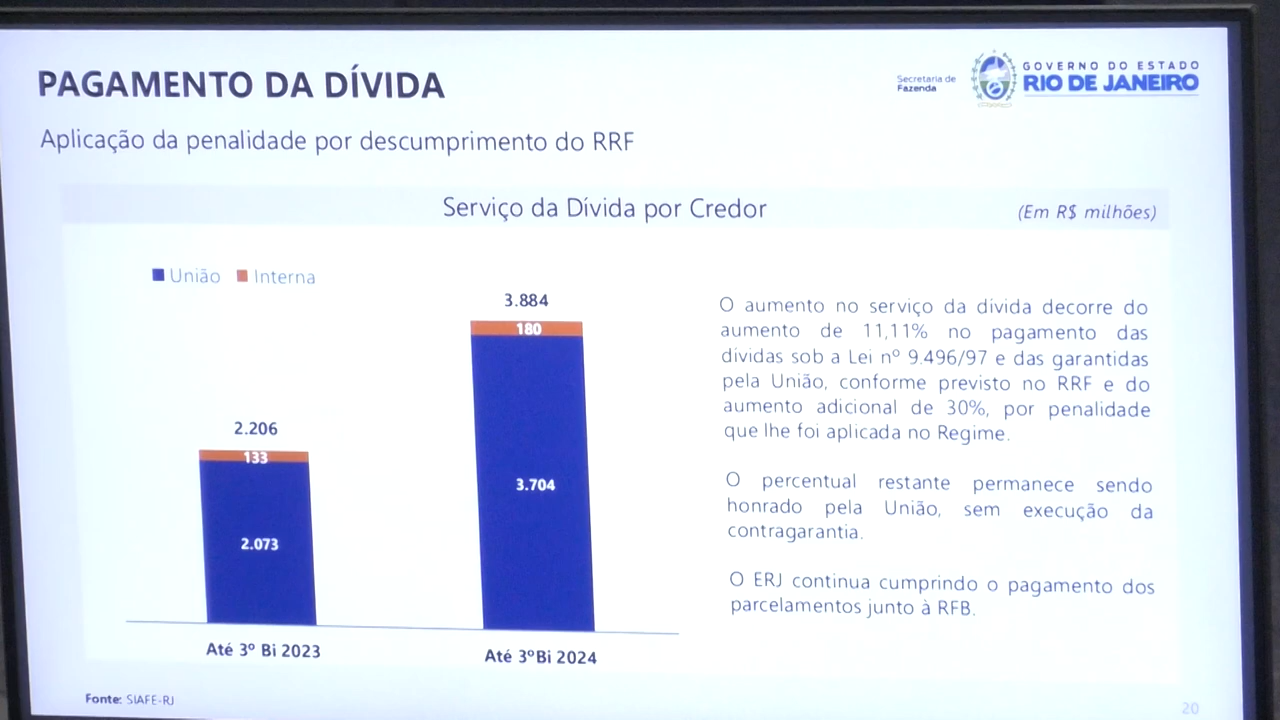 PAGAMENTO DA DÍVIDA
Secretaria de
Fazenda
GOVERNO DO ESTADO
RIO DE JANEIRO
Aplicação da penalidade por descumprimento do RRF
Serviço da Dívida por Credor
(Em R$ milhões)
União Interna
3.884
180
3.704
2.206
133
2.073
Até 3º Bi 2023
Até 3ºBi 2024
O aumento no serviço da divida decorre do
aumento de 11,11% no pagamento das
dívidas sob a Lei nº 9.496/97 e das garantidas
pela União, conforme previsto no RRF e do
aumento adicional de 30%, por penalidade
que lhe foi aplicada no Regime.
O percentual restante permanece sendo
honrado pela União, sem execução da
contragarantia.
O ERJ continua cumprindo o pagamento dos
parcelamentos junto à RFB.
Fonte: SIAFE-RJ
20